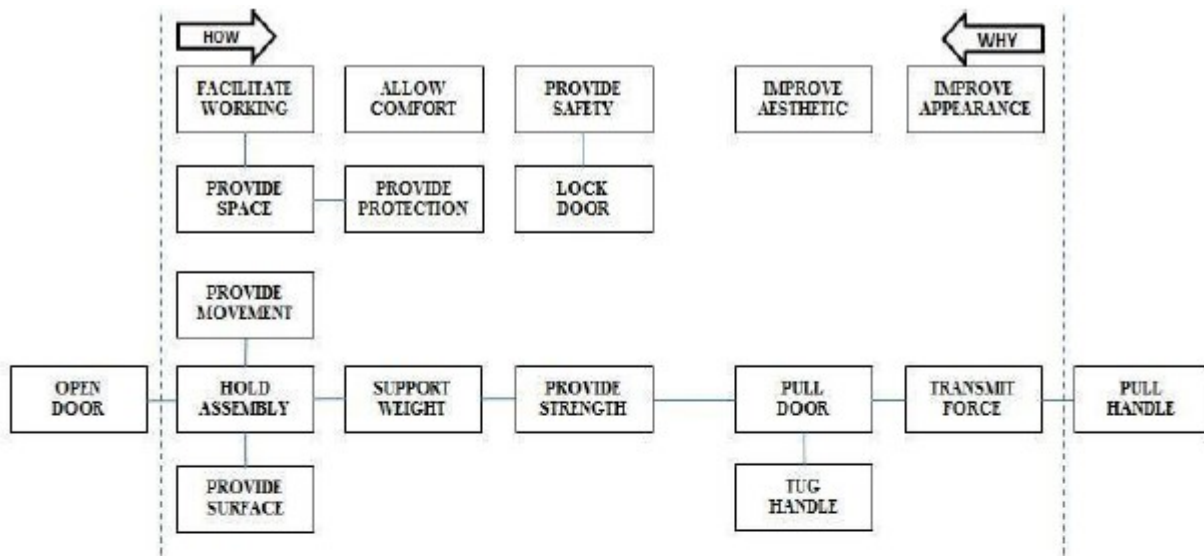 HOW
WHY
FACILITATE
WORKING
ALLOW
COMFORT
PROVIDE
SAFETY
IMPROVE
AESTHETIC
IMPROVE
APPEARANCE
PROVIDE
SPACE
PROVIDE
PROTECTION
LOCK
DOOR
PROVIDE
MOVEMENT
OPEN
DOOR
HOLD
ASSEMBLY
SUPPORT
WEIGHT
PROVIDE
STRENGTH
PULL
DOOR
TRANSMIT
FORCE
PULL
HANDLE
PROVIDE
SURFACE
TUG
HANDLE